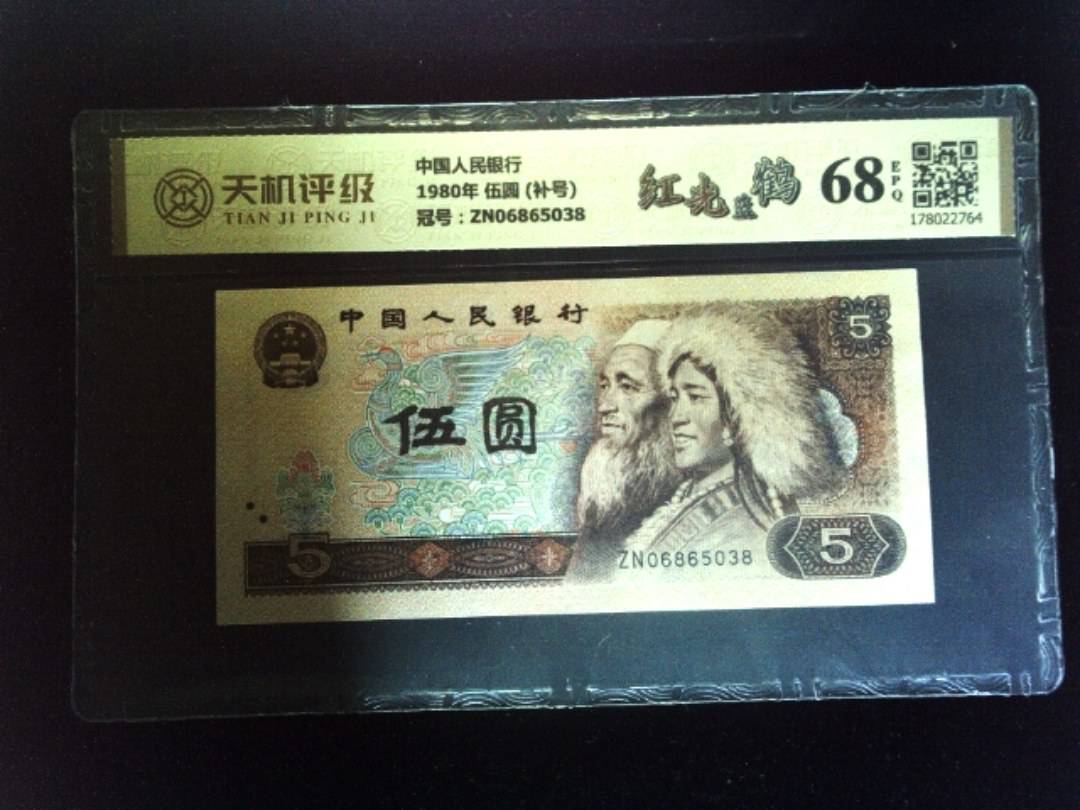 天机评级
TIAN JI PING JI
中国人民银行
1980年 伍圆 (补号)
冠号：ZN06865038
红光蓝鹤
68
EPQ
178022764
中国人民银行
5
伍圆
5
ZN06865038
5